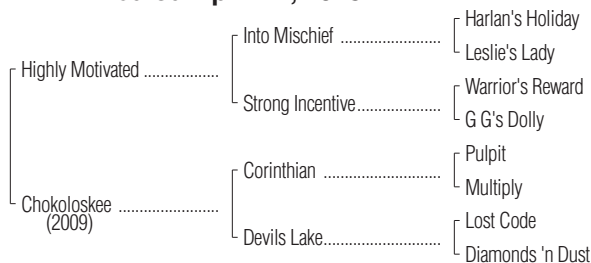 Harlan's Holiday
Into Mischief ....................
Leslie's Lady
Highly Motivated ...............
Warrior's Reward
Strong Incentive.................
G G's Dolly
Pulpit
Corinthian ........................
Multiply
Chokoloskee ....................
(2009)
Lost Code
Devils Lake.......................
Diamonds 'n Dust